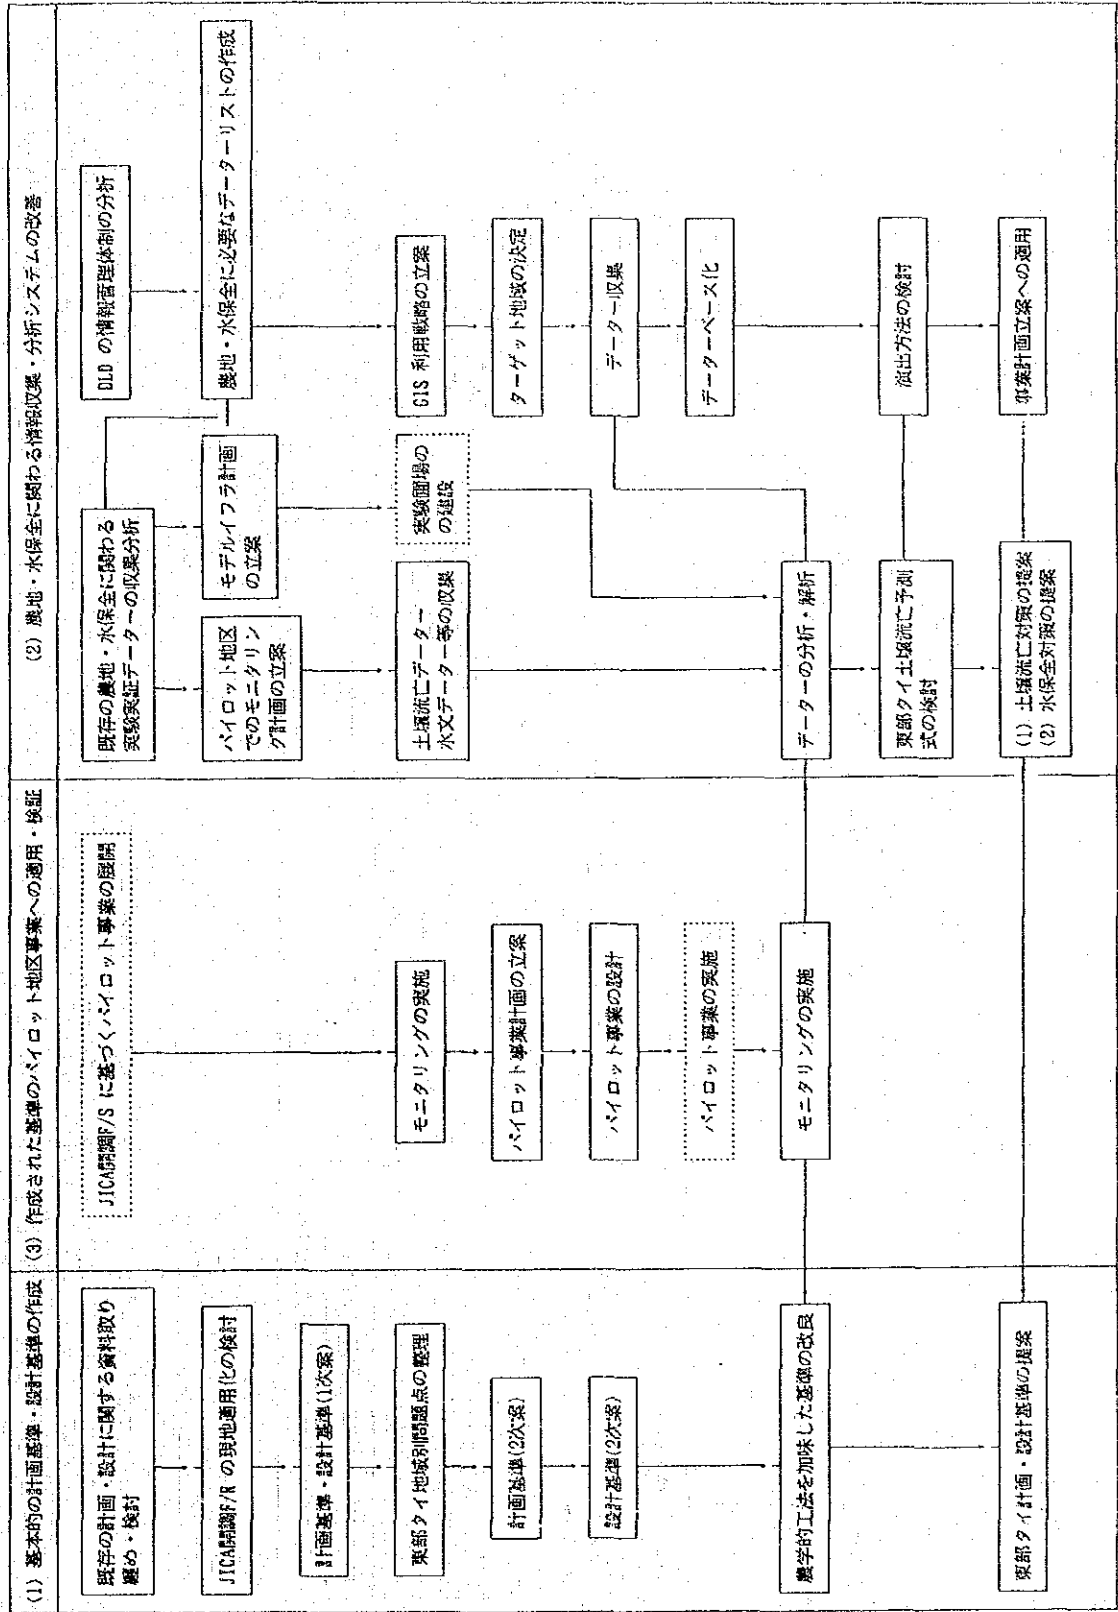 (1) 基本的計画基準・設計基準の作成
既存の計画・設計に関する資料取り
纏め・検討
JICA開調F/R の現地適用化の検討
計画基準・設計基準(1次案)
東部タイ地域別問題点の整理
計画基準(2次案)
設計基準(2次案)
農学的工法を加味した基準の改良
東部タイ計画・設計基準の提案
(3) 作成された基準のパイロット地区事業への適用・検証
JICA開調F/S に基づくパイロット事業の展開
モニタリングの実施
パイロット事業計画の立案
パイロット事業の設計
パイロット事業の実施
モニタリングの実施
(2)農地・水保全に関わる情報収集・分析システムの改善
既存の農地・水保全に関わる
実験実証データーの収集分析
パイロット地区
でのモニタリン
グ計画の立案
モデルイフラ計画
の立案
土壌流亡データー
水文データー等の収集
実験圃場の
の建設
データーの分析・解析
東部タイ土壌流亡予測
式の検討
(1) 土壌流亡対策の提案
(2) 水保全対策の提案
DLD の情報管理体制の分析
農地・水保全に必要なデーターリストの作成
GIS 利用戦略の立案
ターゲット地域の決定
データー収集
データーベース化
演出方法の検討
事業計画立案への適用